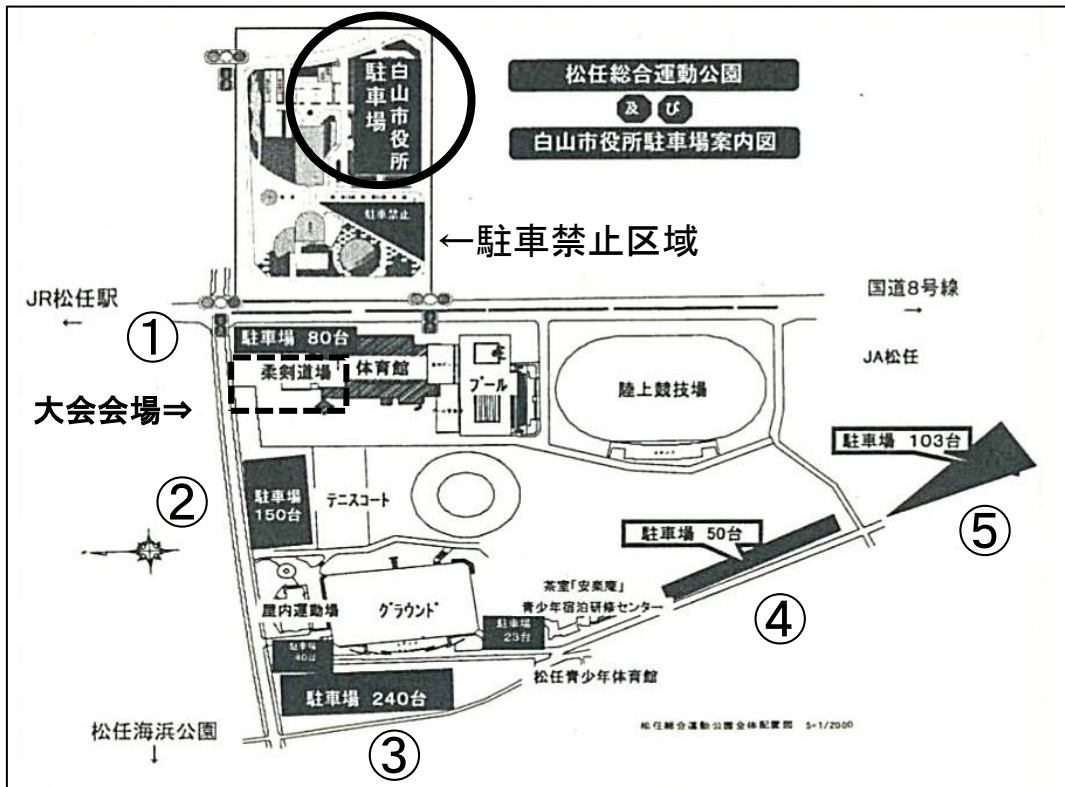 松任総合運動公園
及び
白山市役所駐車場案内図
白山市役所
駐車場
駐車禁止
←駐車禁止区域
JR松任駅
←
国道8号線
→
①
駐車場 80台
柔剣道場
体育館
プール
陸上競技場
JA松任
大会会場⇒
駐車場 103台
②
駐車場
150台
テニスコート
駐車場 50台
⑤
茶室「安楽庵」
青少年宿泊研修センター
屋内運動場
グラウンド
駐車場
23台
④
駐車場
40台
松任青少年体育館
駐車場 240台
松任総合運動公園全体配置図 S=1/2000
松任海浜公園
↓
③